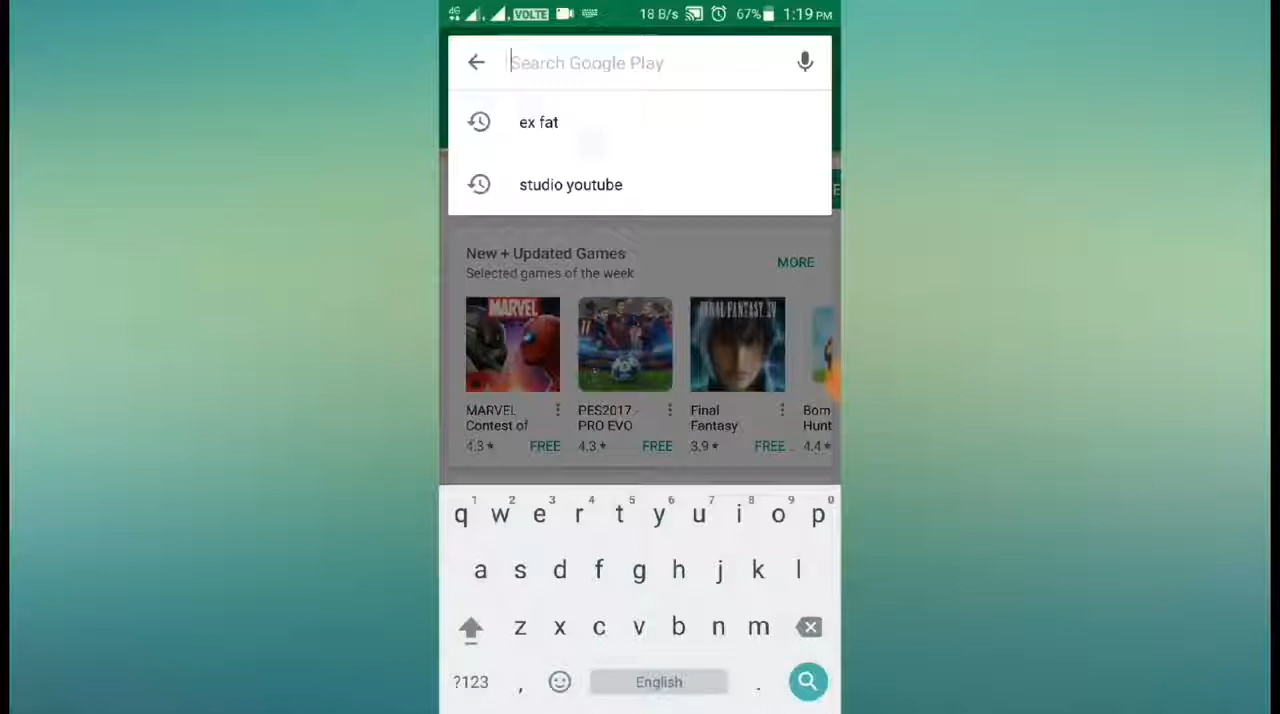 4G VOLTE 18 B/s 67% 1:19 PM
Search Google Play
ex fat
studio youtube
New + Updated Games
Selected games of the week
MORE
MARVEL
FINAL FANTASY XV
MARVEL
Contest of
4.3★ FREE
PES2017 -
PRO EVO
4.3★ FREE
Final
Fantasy
3.9★ FREE
Bom
Hunt
4.4★
1 2 3 4 5 6 7 8 9 0
q w e r t y u i o p
a s d f g h j k l
z x c v b n m
?123 , English .